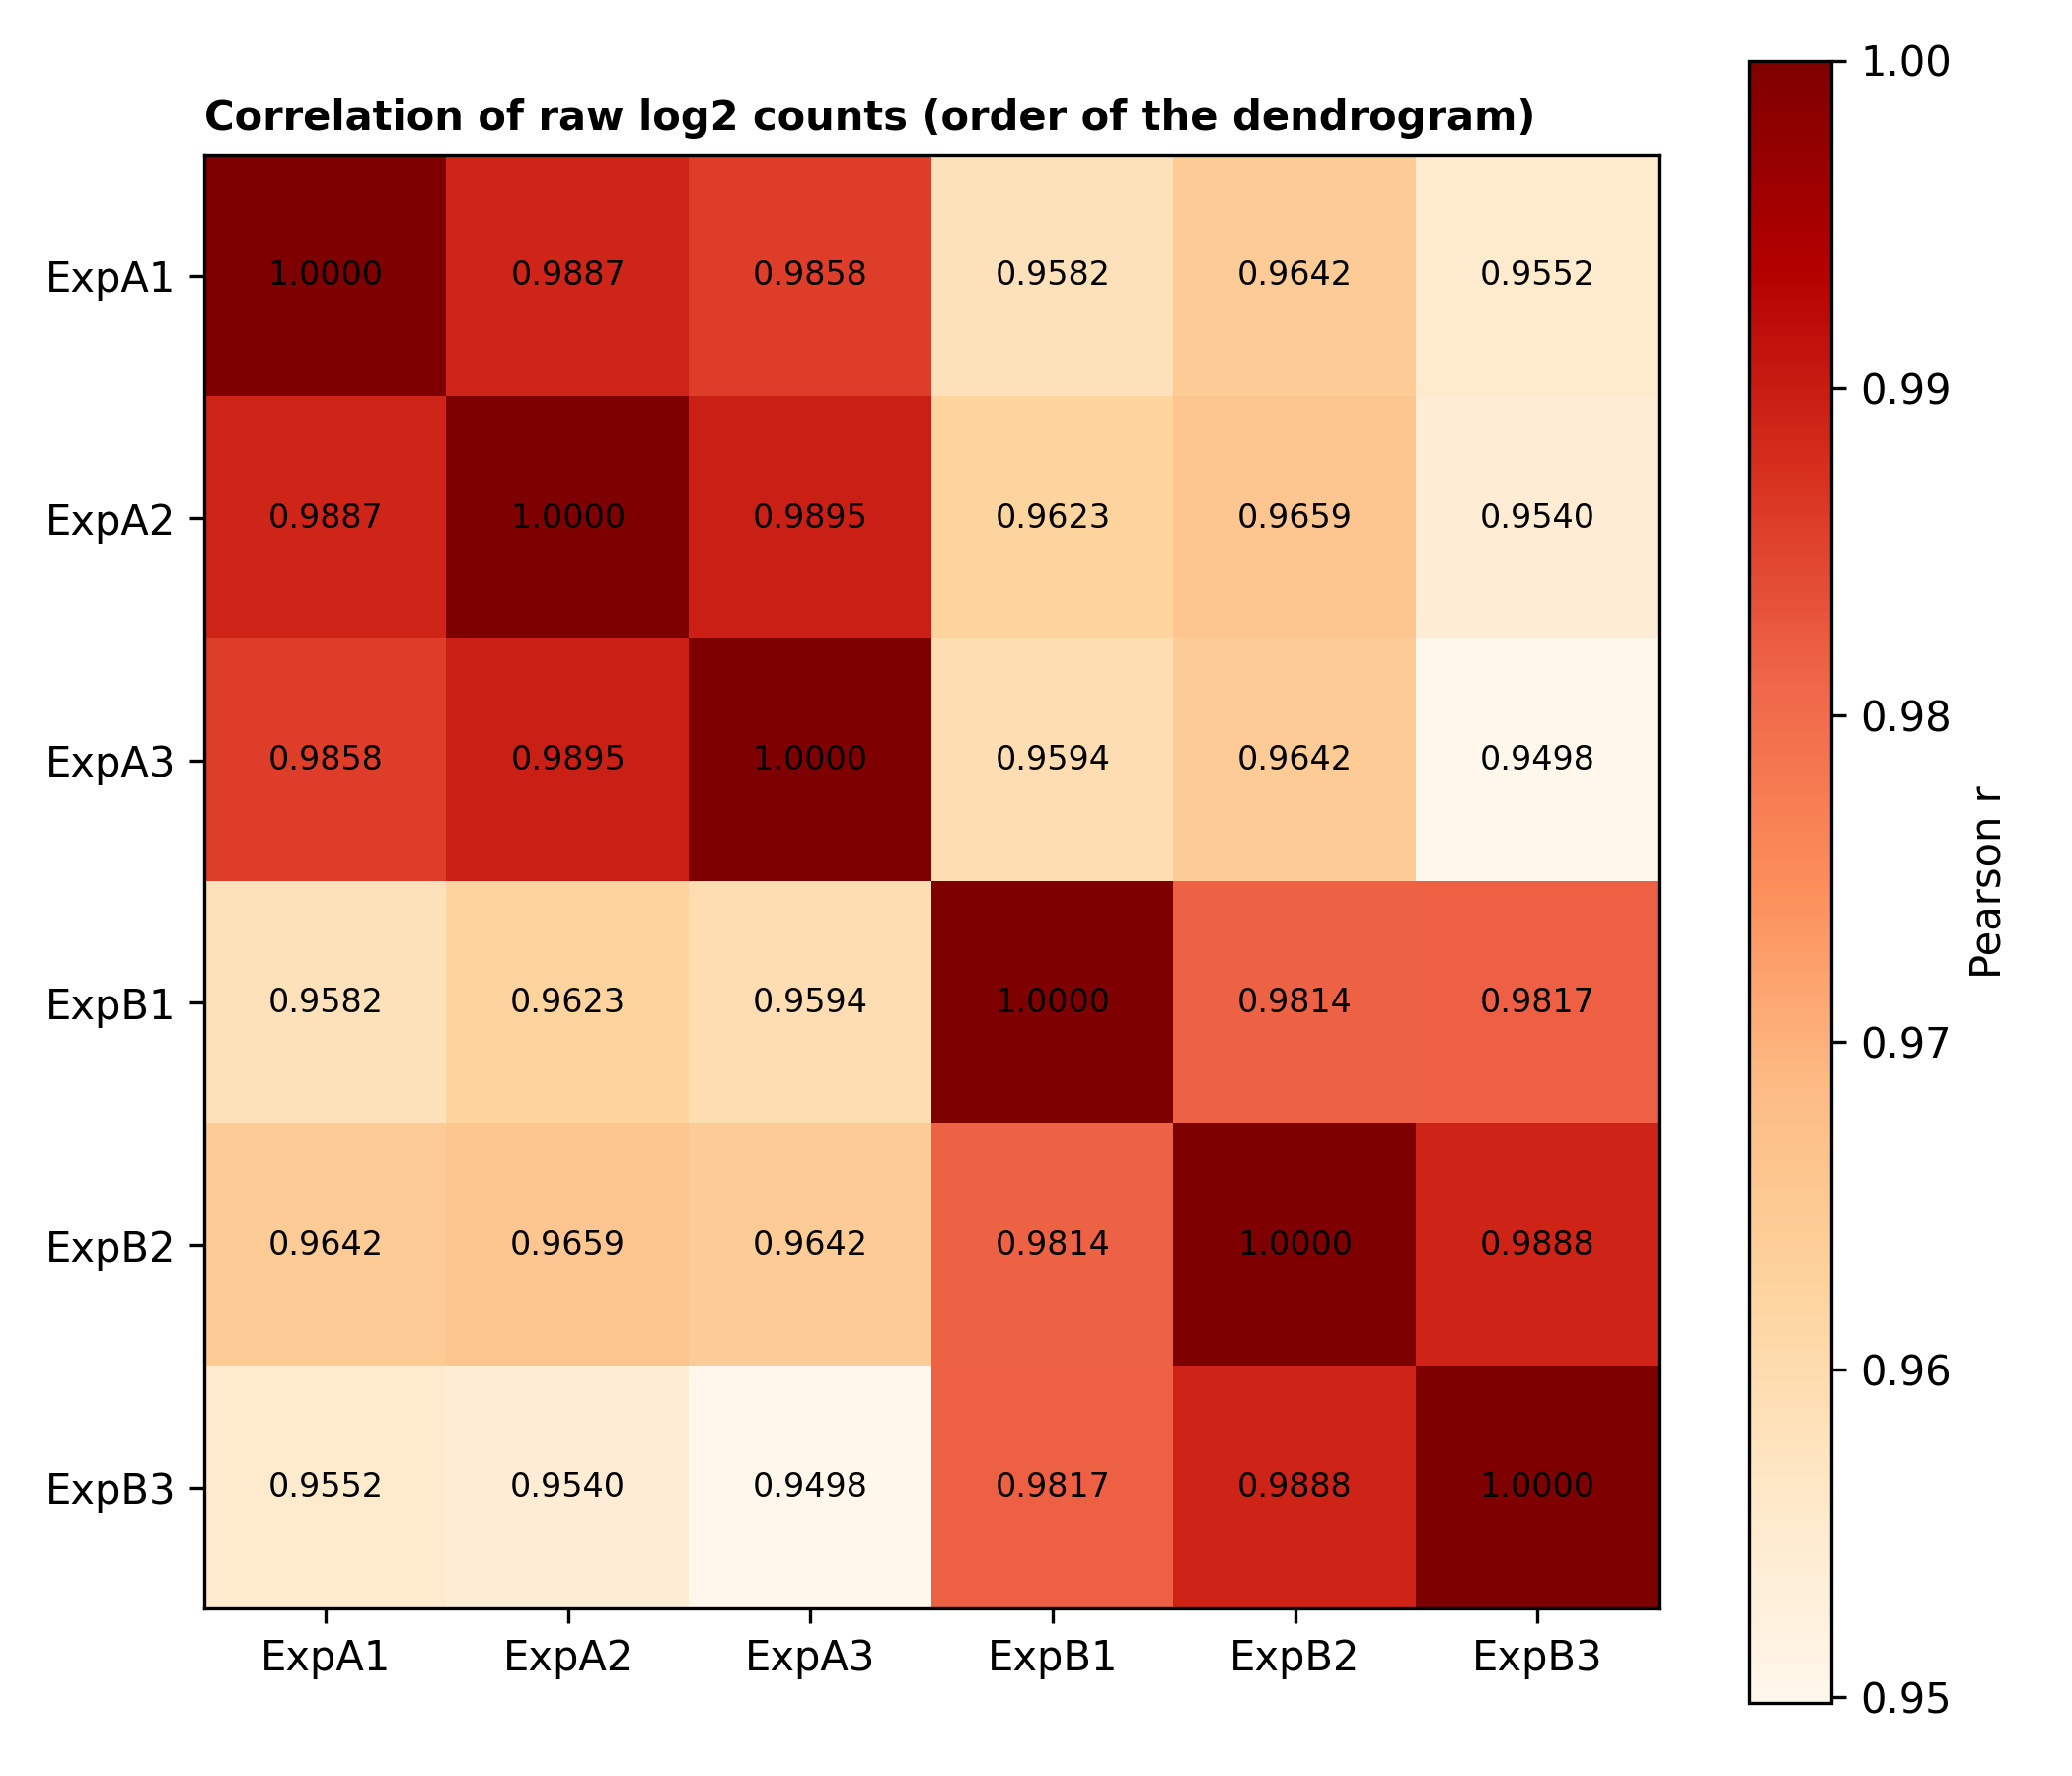 Correlation of raw log2 counts (order of the dendrogram)
ExpA1 1.0000 0.9887 0.9858 0.9582 0.9642 0.9552
ExpA2 0.9887 1.0000 0.9895 0.9623 0.9659 0.9540
ExpA3 0.9858 0.9895 1.0000 0.9594 0.9642 0.9498
ExpB1 0.9582 0.9623 0.9594 1.0000 0.9814 0.9817
ExpB2 0.9642 0.9659 0.9642 0.9814 1.0000 0.9888
ExpB3 0.9552 0.9540 0.9498 0.9817 0.9888 1.0000
ExpA1 ExpA2 ExpA3 ExpB1 ExpB2 ExpB3
1.00
0.99
0.98
0.97
0.96
0.95
Pearson r